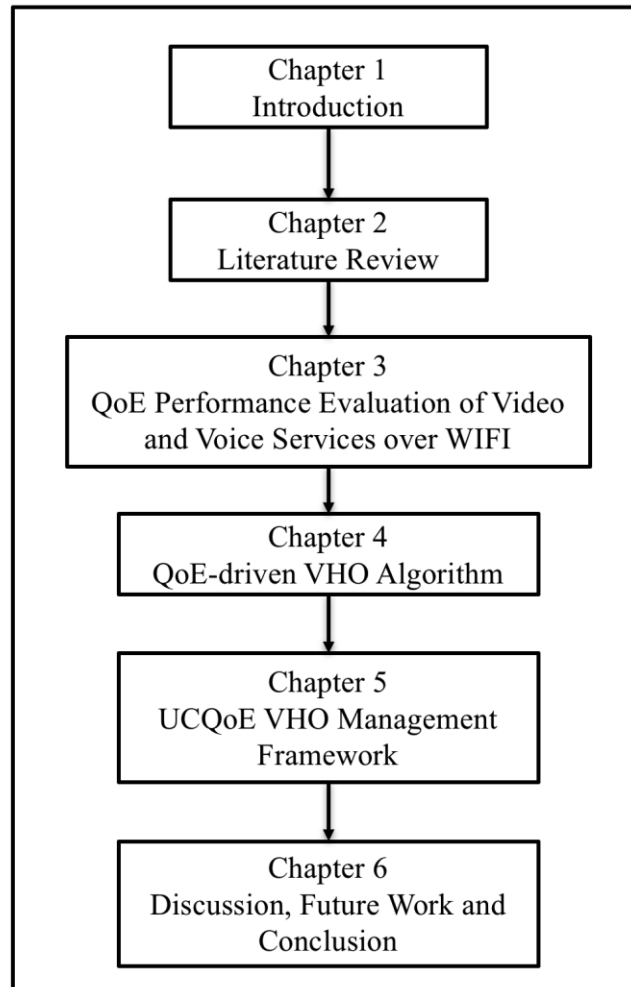 Chapter 1
Introduction
Chapter 2
Literature Review
Chapter 3
QoE Performance Evaluation of Video
and Voice Services over WIFI
Chapter 4
QoE-driven VHO Algorithm
Chapter 5
UCQoE VHO Management
Framework
Chapter 6
Discussion, Future Work and
Conclusion